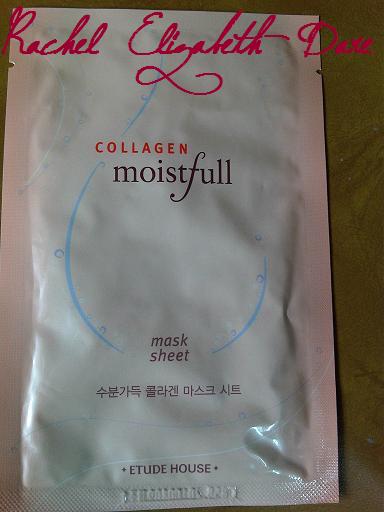 Rachel Elizabeth Dare
COLLAGEN
moistfull
mask
sheet
수분가득 콜라겐 마스크 시트
• ETUDE HOUSE •